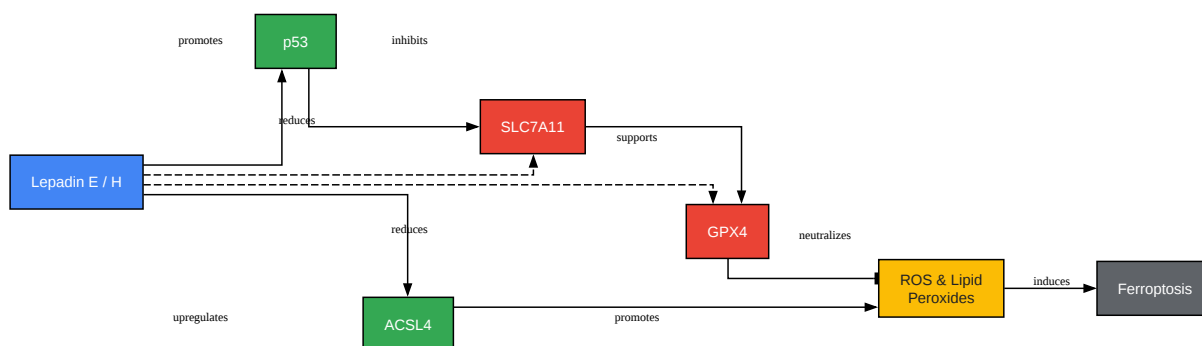 promotes
p53
inhibits
reduces
SLC7A11
supports
Lepadin E / H
reduces
GPX4
neutralizes
ROS & Lipid
Peroxides
induces
Ferroptosis
upregulates
ACSL4
promotes